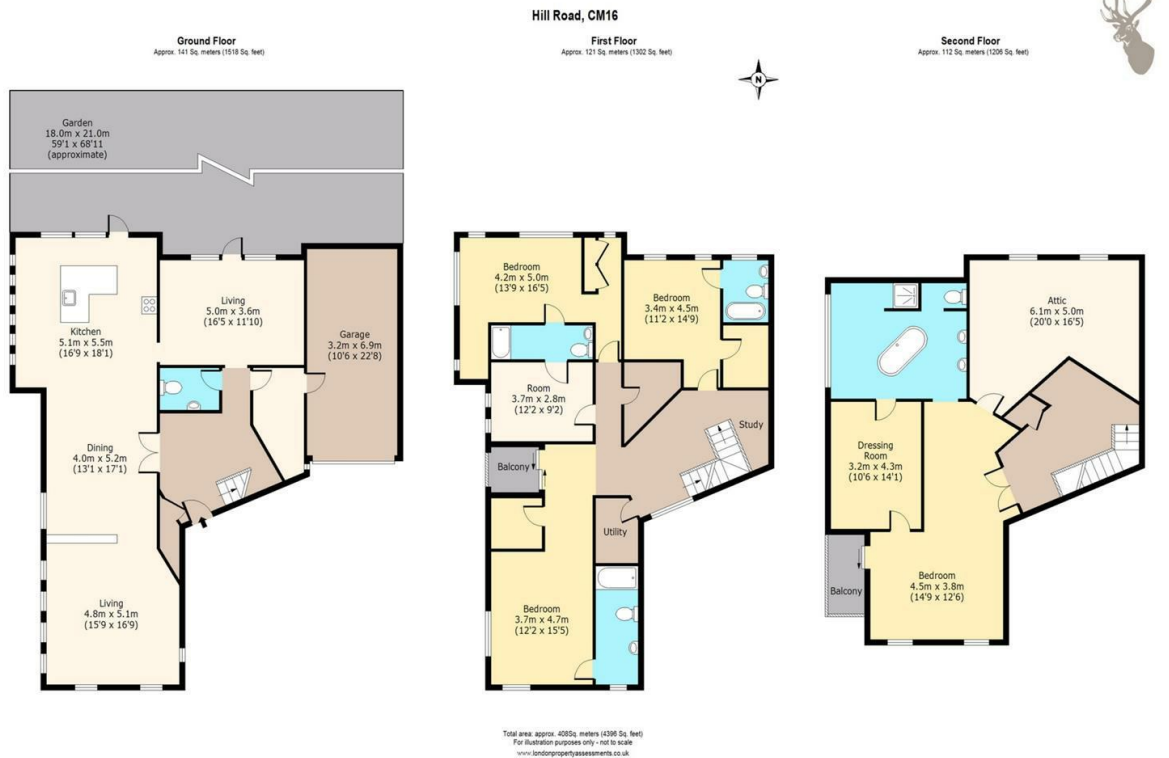 Hill Road, CM16
Ground Floor
Approx. 141 Sq. meters (1518 Sq. feet)
First Floor
Approx. 121 Sq. meters (1302 Sq. feet)
Second Floor
Approx. 112 Sq. meters (1206 Sq. feet)
N
Garden
18.0m x 21.0m
59'1 x 68'11
(approximate)
Kitchen
5.1m x 5.5m
(16'9 x 18'1)
Living
5.0m x 3.6m
(16'5 x 11'10)
Garage
3.2m x 6.9m
(10'6 x 22'8)
Dining
4.0m x 5.2m
(13'1 x 17'1)
Living
4.8m x 5.1m
(15'9 x 16'9)
Bedroom
4.2m x 5.0m
(13'9 x 16'5)
Bedroom
3.4m x 4.5m
(11'2 x 14'9)
Room
3.7m x 2.8m
(12'2 x 9'2)
Study
Balcony
Utility
Bedroom
3.7m x 4.7m
(12'2 x 15'5)
Attic
6.1m x 5.0m
(20'0 x 16'5)
Dressing
Room
3.2m x 4.3m
(10'6 x 14'1)
Bedroom
4.5m x 3.8m
(14'9 x 12'6)
Balcony
Total area: approx. 408Sq. meters (4396 Sq. feet)
For illustration purposes only - not to scale
www.londonpropertyassessments.co.uk